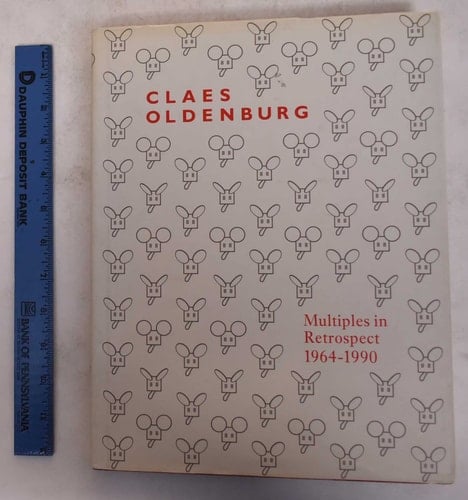 CLAES
OLDENBURG
Multiples in
Retrospect
1964-1990
D DAUPHIN DEPOSIT BANK
BANK OF PENNSYLVANIA